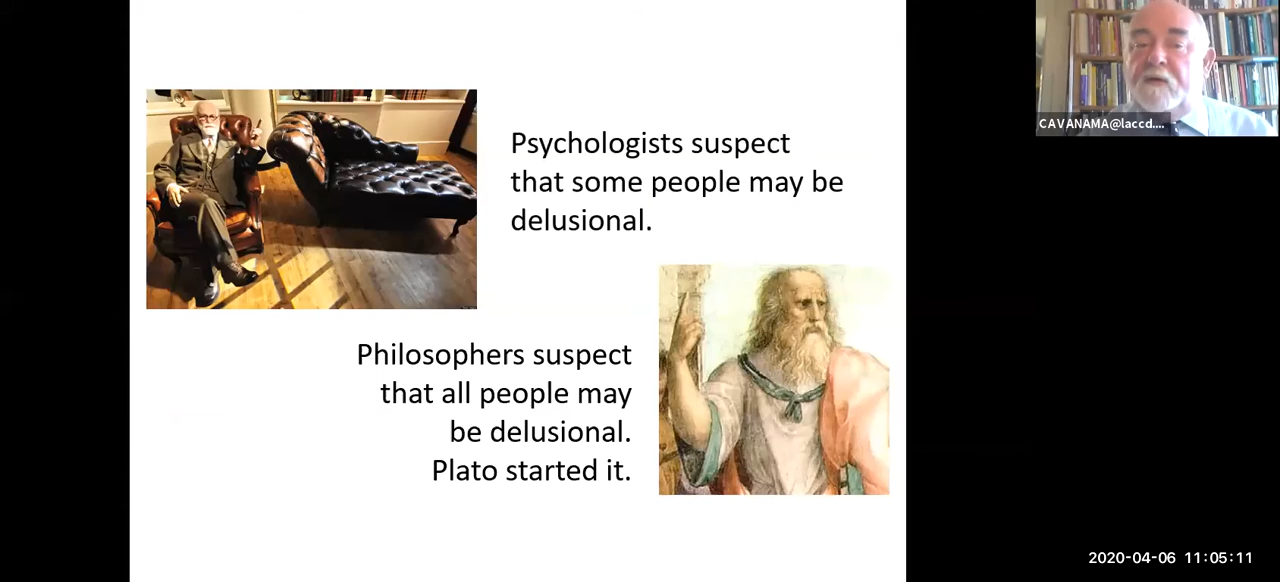 CAVANAMA@laccd....
Psychologists suspect
that some people may be
delusional.
Philosophers suspect
that all people may
be delusional.
Plato started it.
2020-04-06 11:05:11